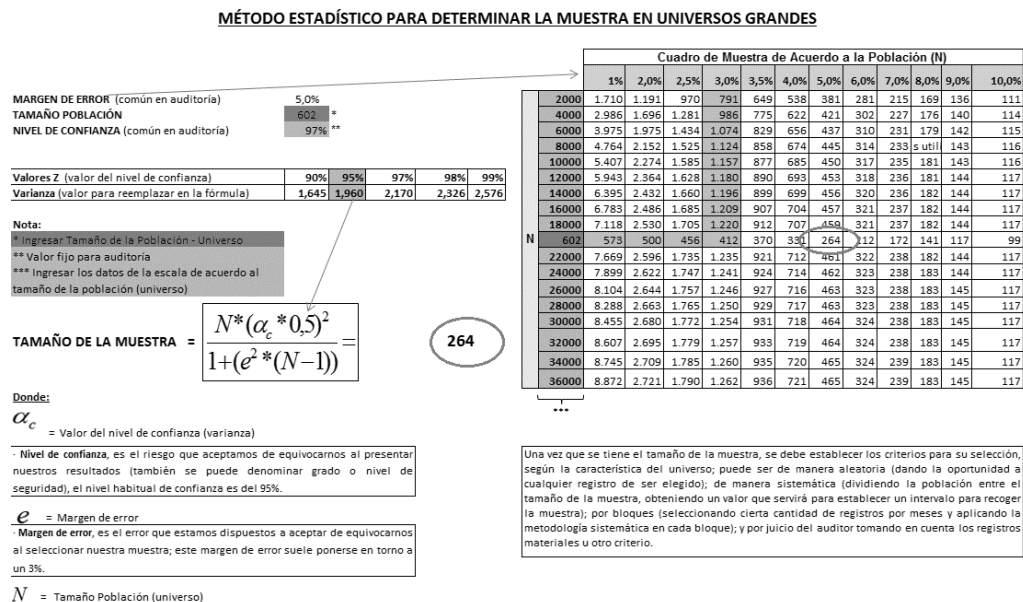 MÉTODO ESTADÍSTICO PARA DETERMINAR LA MUESTRA EN UNIVERSOS GRANDES
MARGEN DE ERROR (común en auditoría) 5,0%
TAMAÑO POBLACIÓN 602 *
NIVEL DE CONFIANZA (común en auditoría) 97% **
Valores Z (valor del nivel de confianza) 90% 95% 97% 98% 99%
Varianza (valor para reemplazar en la fórmula) 1,645 1,960 2,170 2,326 2,576
Nota:
* Ingresar Tamaño de la Población - Universo
** Valor fijo para auditoría
*** Ingresar los datos de la escala de acuerdo al
tamaño de la población (universo)
TAMAÑO DE LA MUESTRA = N*(α_c*0,5)² / 1+(e²*(N−1)) = 264
Donde:
α_c = Valor del nivel de confianza (varianza)
· Nivel de confianza, es el riesgo que aceptamos de equivocarnos al presentar
nuestros resultados (también se puede denominar grado o nivel de
seguridad), el nivel habitual de confianza es del 95%.
e = Margen de error
· Margen de error, es el error que estamos dispuestos a aceptar de equivocarnos
al seleccionar nuestra muestra; este margen de error suele ponerse en torno a
un 3%.
N = Tamaño Población (universo)
Cuadro de Muestra de Acuerdo a la Población (N)
1% 2,0% 2,5% 3,0% 3,5% 4,0% 5,0% 6,0% 7,0% 8,0% 9,0% 10,0%
2000 1.710 1.191 970 791 649 538 381 281 215 169 136 111
4000 2.986 1.696 1.281 986 775 622 421 302 227 176 140 114
6000 3.975 1.975 1.434 1.074 829 656 437 310 231 179 142 115
8000 4.764 2.152 1.525 1.124 858 674 445 314 233 s util 143 116
10000 5.407 2.274 1.585 1.157 877 685 450 317 235 181 143 116
12000 5.943 2.364 1.628 1.180 890 693 453 318 236 181 144 117
14000 6.395 2.432 1.660 1.196 899 699 456 320 236 182 144 117
16000 6.783 2.486 1.685 1.209 907 704 457 321 237 182 144 117
18000 7.118 2.530 1.705 1.220 912 707 459 321 237 182 144 117
N 602 573 500 456 412 370 331 264 212 172 141 117 99
22000 7.669 2.596 1.735 1.235 921 712 461 322 238 182 144 117
24000 7.899 2.622 1.747 1.241 924 714 462 323 238 183 144 117
26000 8.104 2.644 1.757 1.246 927 716 463 323 238 183 145 117
28000 8.288 2.663 1.765 1.250 929 717 463 323 238 183 145 117
30000 8.455 2.680 1.772 1.254 931 718 464 324 238 183 145 117
32000 8.607 2.695 1.779 1.257 933 719 464 324 238 183 145 117
34000 8.745 2.709 1.785 1.260 935 720 465 324 239 183 145 117
36000 8.872 2.721 1.790 1.262 936 721 465 324 239 183 145 117
...
Una vez que se tiene el tamaño de la muestra, se debe establecer los criterios para su selección,
según la característica del universo; puede ser de manera aleatoria (dando la oportunidad a
cualquier registro de ser elegido); de manera sistemática (dividiendo la población entre el
tamaño de la muestra, obteniendo un valor que servirá para establecer un intervalo para recoger
la muestra); por bloques (seleccionando cierta cantidad de registros por meses y aplicando la
metodología sistemática en cada bloque); y por juicio del auditor tomando en cuenta los registros
materiales u otro criterio.